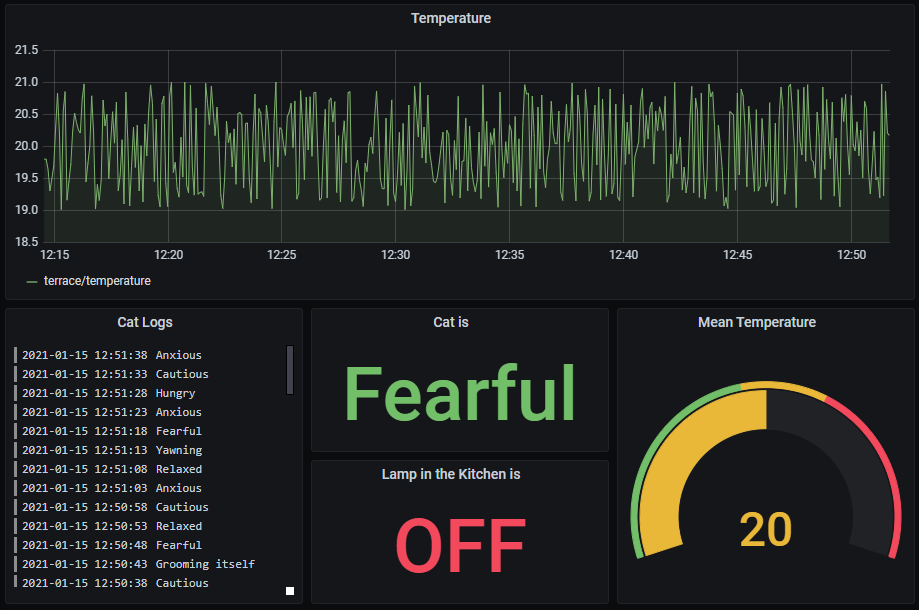 Temperature
21.5
21.0
20.5
20.0
19.5
19.0
18.5
12:15 12:20 12:25 12:30 12:35 12:40 12:45 12:50
terrace/temperature
Cat Logs
2021-01-15 12:51:38 Anxious
2021-01-15 12:51:33 Cautious
2021-01-15 12:51:28 Hungry
2021-01-15 12:51:23 Anxious
2021-01-15 12:51:18 Fearful
2021-01-15 12:51:13 Yawning
2021-01-15 12:51:08 Relaxed
2021-01-15 12:51:03 Anxious
2021-01-15 12:50:58 Cautious
2021-01-15 12:50:53 Relaxed
2021-01-15 12:50:48 Fearful
2021-01-15 12:50:43 Grooming itself
2021-01-15 12:50:38 Cautious
Cat is
Fearful
Lamp in the Kitchen is
OFF
Mean Temperature
20